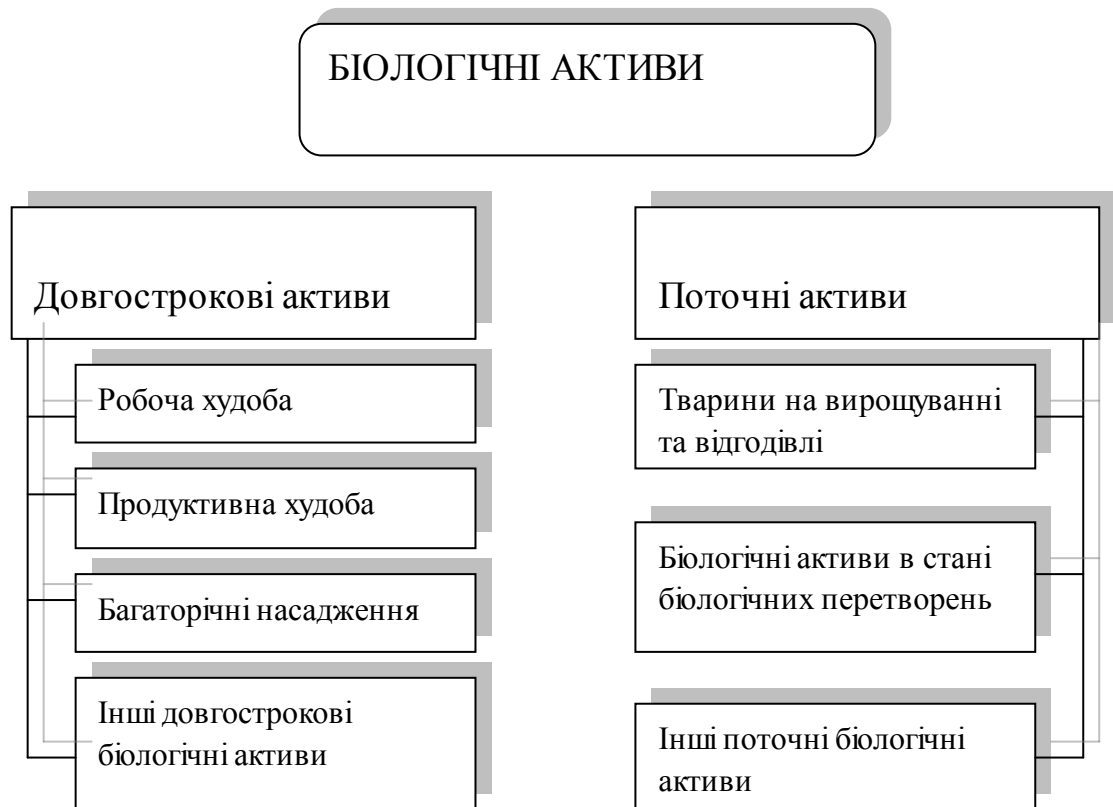 БІОЛОГІЧНІ АКТИВИ
Довгострокові активи
Робоча худоба
Продуктивна худоба
Багаторічні насадження
Інші довгострокові
біологічні активи
Поточні активи
Тварини на вирощуванні
та відгодівлі
Біологічні активи в стані
біологічних перетворень
Інші поточні біологічні
активи